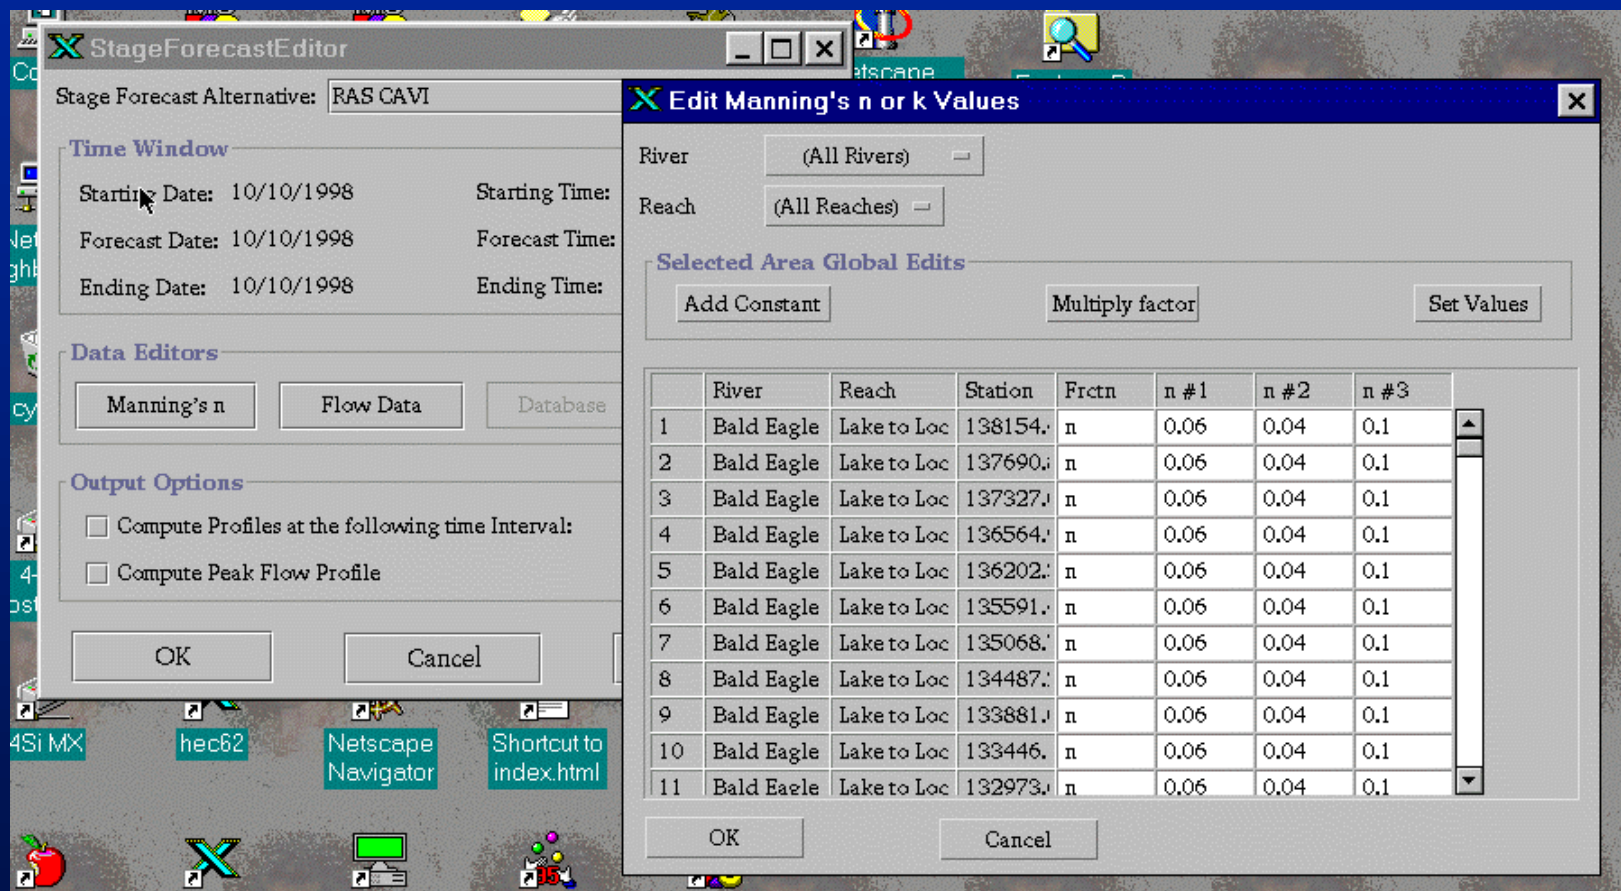 StageForecastEditor
Stage Forecast Alternative: RAS CAVI
Time Window
Starting Date: 10/10/1998 Starting Time:
Forecast Date: 10/10/1998 Forecast Time:
Ending Date: 10/10/1998 Ending Time:
Data Editors
Manning's n Flow Data Database
Output Options
Compute Profiles at the following time Interval:
Compute Peak Flow Profile
OK Cancel
Edit Manning's n or k Values
River (All Rivers)
Reach (All Reaches)
Selected Area Global Edits
Add Constant Multiply factor Set Values
River Reach Station Frctn n #1 n #2 n #3
1 Bald Eagle Lake to Loc 138154. n 0.06 0.04 0.1
2 Bald Eagle Lake to Loc 137690. n 0.06 0.04 0.1
3 Bald Eagle Lake to Loc 137327. n 0.06 0.04 0.1
4 Bald Eagle Lake to Loc 136564. n 0.06 0.04 0.1
5 Bald Eagle Lake to Loc 136202. n 0.06 0.04 0.1
6 Bald Eagle Lake to Loc 135591. n 0.06 0.04 0.1
7 Bald Eagle Lake to Loc 135068. n 0.06 0.04 0.1
8 Bald Eagle Lake to Loc 134487. n 0.06 0.04 0.1
9 Bald Eagle Lake to Loc 133881. n 0.06 0.04 0.1
10 Bald Eagle Lake to Loc 133446. n 0.06 0.04 0.1
11 Bald Eagle Lake to Loc 132973. n 0.06 0.04 0.1
OK Cancel
4Si MX
hec62
Netscape
Navigator
Shortcut to
index.html